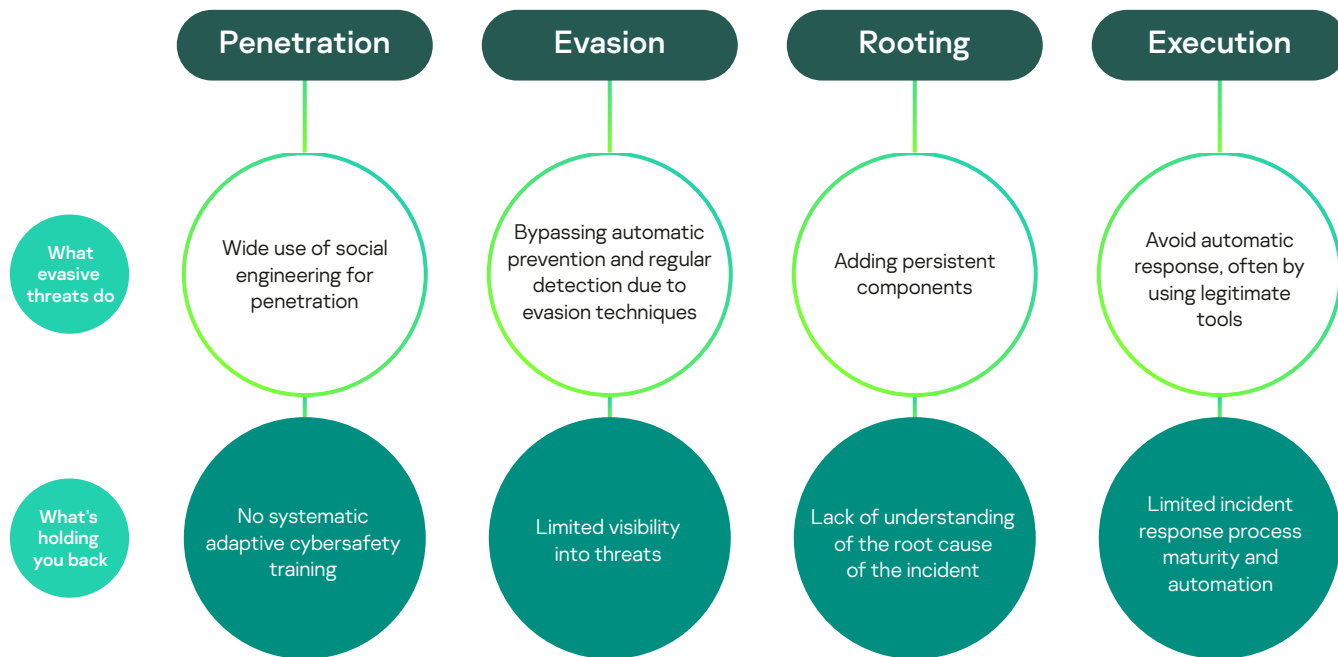 Penetration
Evasion
Rooting
Execution
What
evasive
threats do
Wide use of social
engineering for
penetration
Bypassing automatic
prevention and regular
detection due to
evasion techniques
Adding persistent
components
Avoid automatic
response, often by
using legitimate
tools
What's
holding
you back
No systematic
adaptive cybersafety
training
Limited visibility
into threats
Lack of understanding
of the root cause
of the incident
Limited incident
response process
maturity and
automation